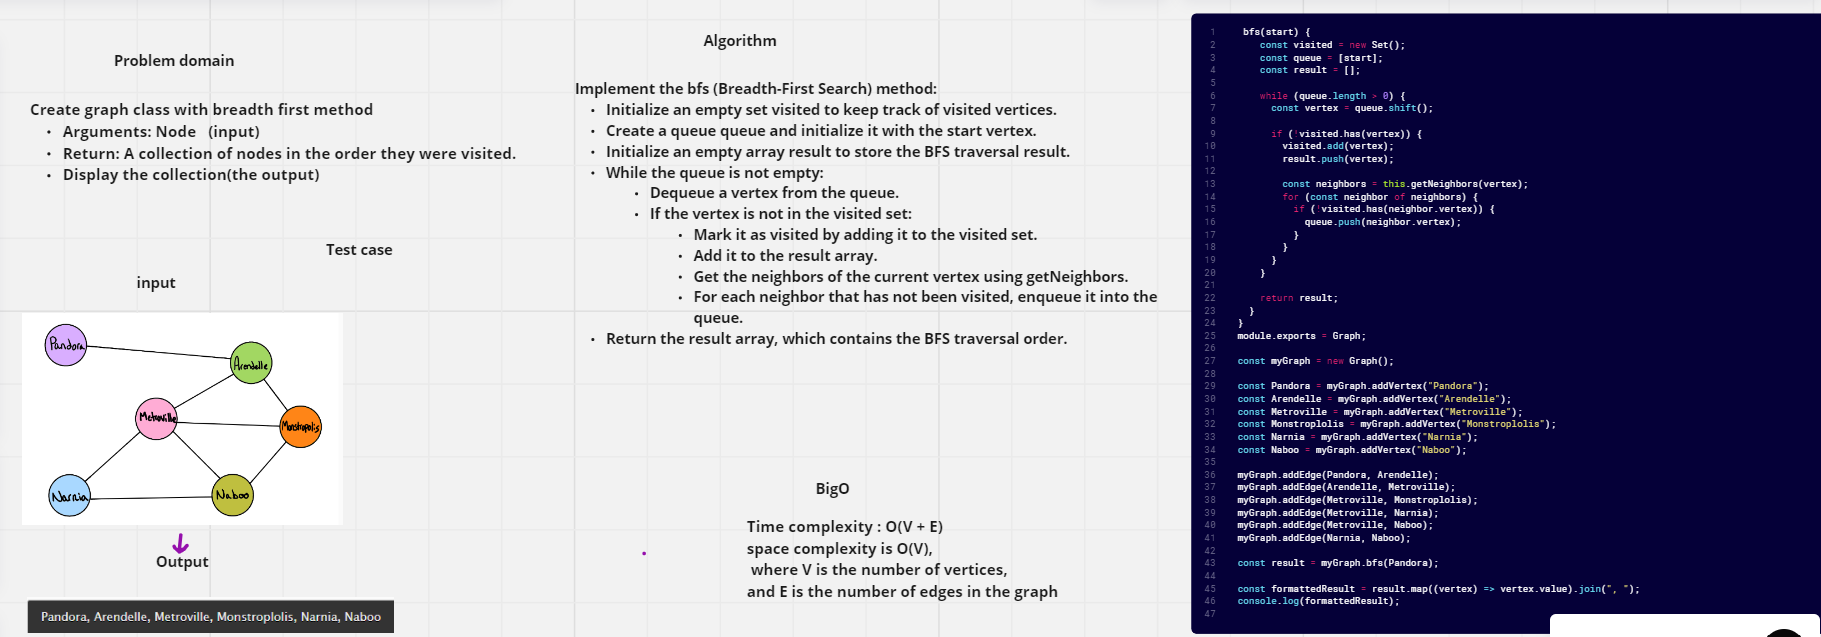 Problem domain
Create graph class with breadth first method
• Arguments: Node (input)
• Return: A collection of nodes in the order they were visited.
• Display the collection(the output)
Test case
input
Pandora
Arendelle
Metroville
Monstropolis
Narnia
Naboo
Output
Pandora, Arendelle, Metroville, Monstroplolis, Narnia, Naboo
Algorithm
Implement the bfs (Breadth-First Search) method:
• Initialize an empty set visited to keep track of visited vertices.
• Create a queue queue and initialize it with the start vertex.
• Initialize an empty array result to store the BFS traversal result.
• While the queue is not empty:
• Dequeue a vertex from the queue.
• If the vertex is not in the visited set:
• Mark it as visited by adding it to the visited set.
• Add it to the result array.
• Get the neighbors of the current vertex using getNeighbors.
• For each neighbor that has not been visited, enqueue it into the
queue.
• Return the result array, which contains the BFS traversal order.
BigO
Time complexity : O(V + E)
space complexity is O(V),
where V is the number of vertices,
and E is the number of edges in the graph
1 bfs(start) {
2 const visited = new Set();
3 const queue = [start];
4 const result = [];
5
6 while (queue.length > 0) {
7 const vertex = queue.shift();
8
9 if (!visited.has(vertex)) {
10 visited.add(vertex);
11 result.push(vertex);
12
13 const neighbors = this.getNeighbors(vertex);
14 for (const neighbor of neighbors) {
15 if (!visited.has(neighbor.vertex)) {
16 queue.push(neighbor.vertex);
17 }
18 }
19 }
20 }
21
22 return result;
23 }
24 }
25 module.exports = Graph;
26
27 const myGraph = new Graph();
28
29 const Pandora = myGraph.addVertex("Pandora");
30 const Arendelle = myGraph.addVertex("Arendelle");
31 const Metroville = myGraph.addVertex("Metroville");
32 const Monstroplolis = myGraph.addVertex("Monstroplolis");
33 const Narnia = myGraph.addVertex("Narnia");
34 const Naboo = myGraph.addVertex("Naboo");
35
36 myGraph.addEdge(Pandora, Arendelle);
37 myGraph.addEdge(Arendelle, Metroville);
38 myGraph.addEdge(Metroville, Monstroplolis);
39 myGraph.addEdge(Metroville, Narnia);
40 myGraph.addEdge(Metroville, Naboo);
41 myGraph.addEdge(Narnia, Naboo);
42
43 const result = myGraph.bfs(Pandora);
44
45 const formattedResult = result.map((vertex) => vertex.value).join(", ");
46 console.log(formattedResult);
47